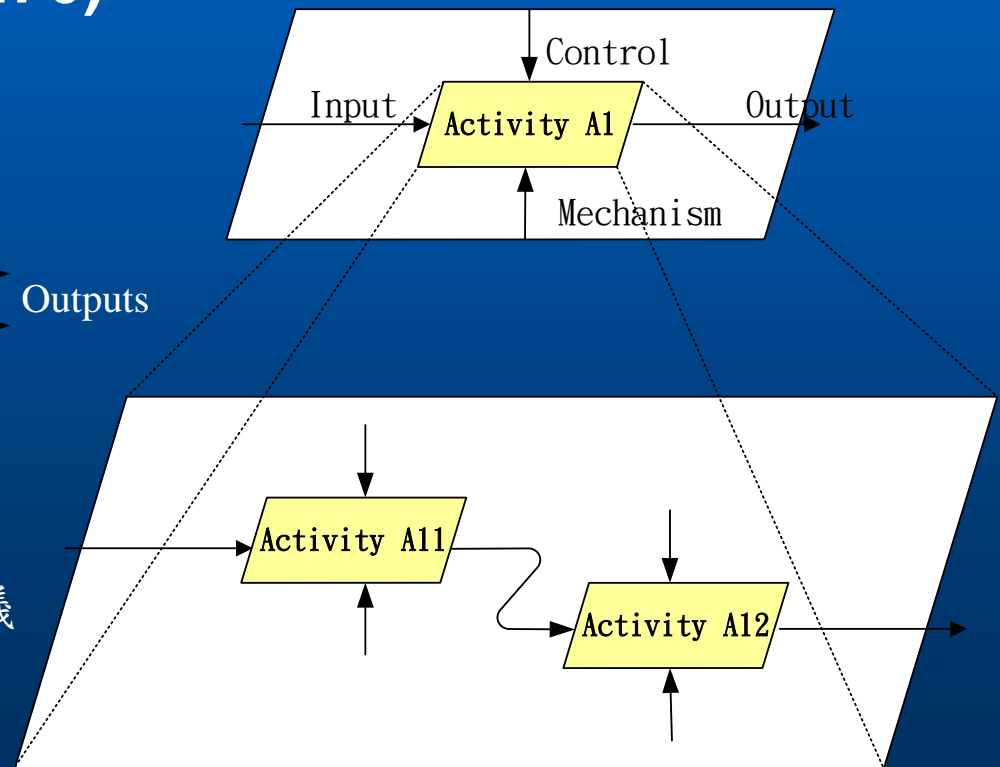 Control
Input
Output
Activity A1
Mechanism
Outputs
Activity A11
Activity A12